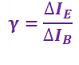 γ = ΔI_E / ΔI_B